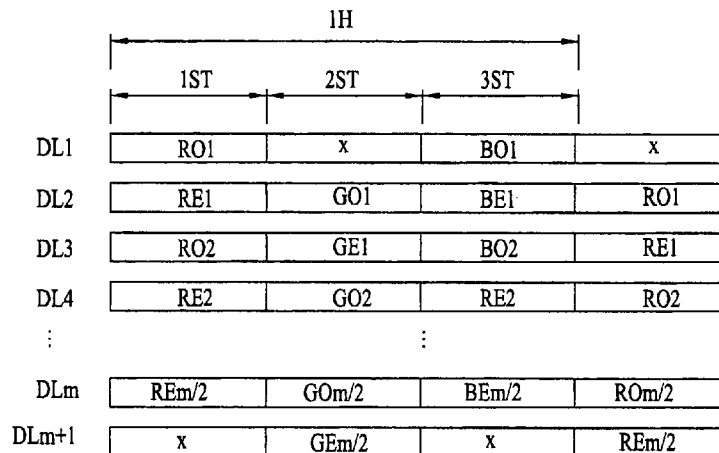 1H
1ST 2ST 3ST
DL1 RO1 x BO1 x
DL2 RE1 GO1 BE1 RO1
DL3 RO2 GE1 BO2 RE1
DL4 RE2 GO2 RE2 RO2
⋮ ⋮
DLm REm/2 GOm/2 BEm/2 ROm/2
DLm+1 x GEm/2 x REm/2